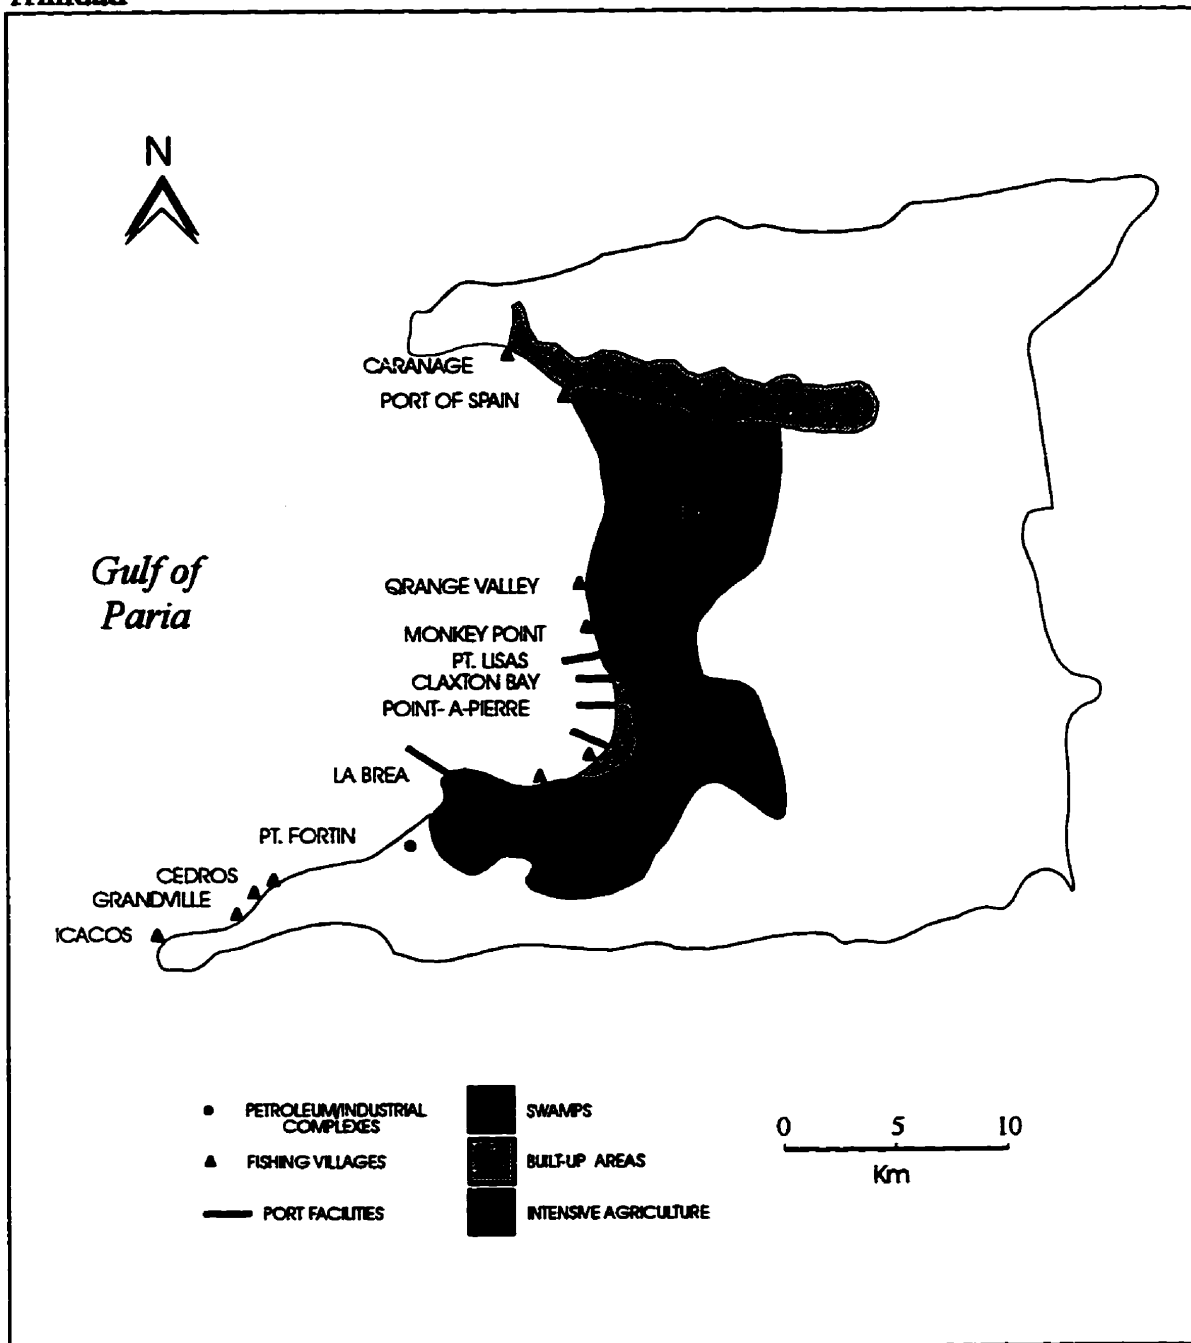 Trinidad
N
CARANAGE
PORT OF SPAIN
Gulf of
Paria
ORANGE VALLEY
MONKEY POINT
PT. LISAS
CLAXTON BAY
POINT- A-PIERRE
LA BREA
PT. FORTIN
CEDROS
GRANDVILLE
ICACOS
PETROLEUM/INDUSTRIAL
COMPLEXES
FISHING VILLAGES
PORT FACILITIES
SWAMPS
BUILT-UP AREAS
INTENSIVE AGRICULTURE
0 5 10
Km